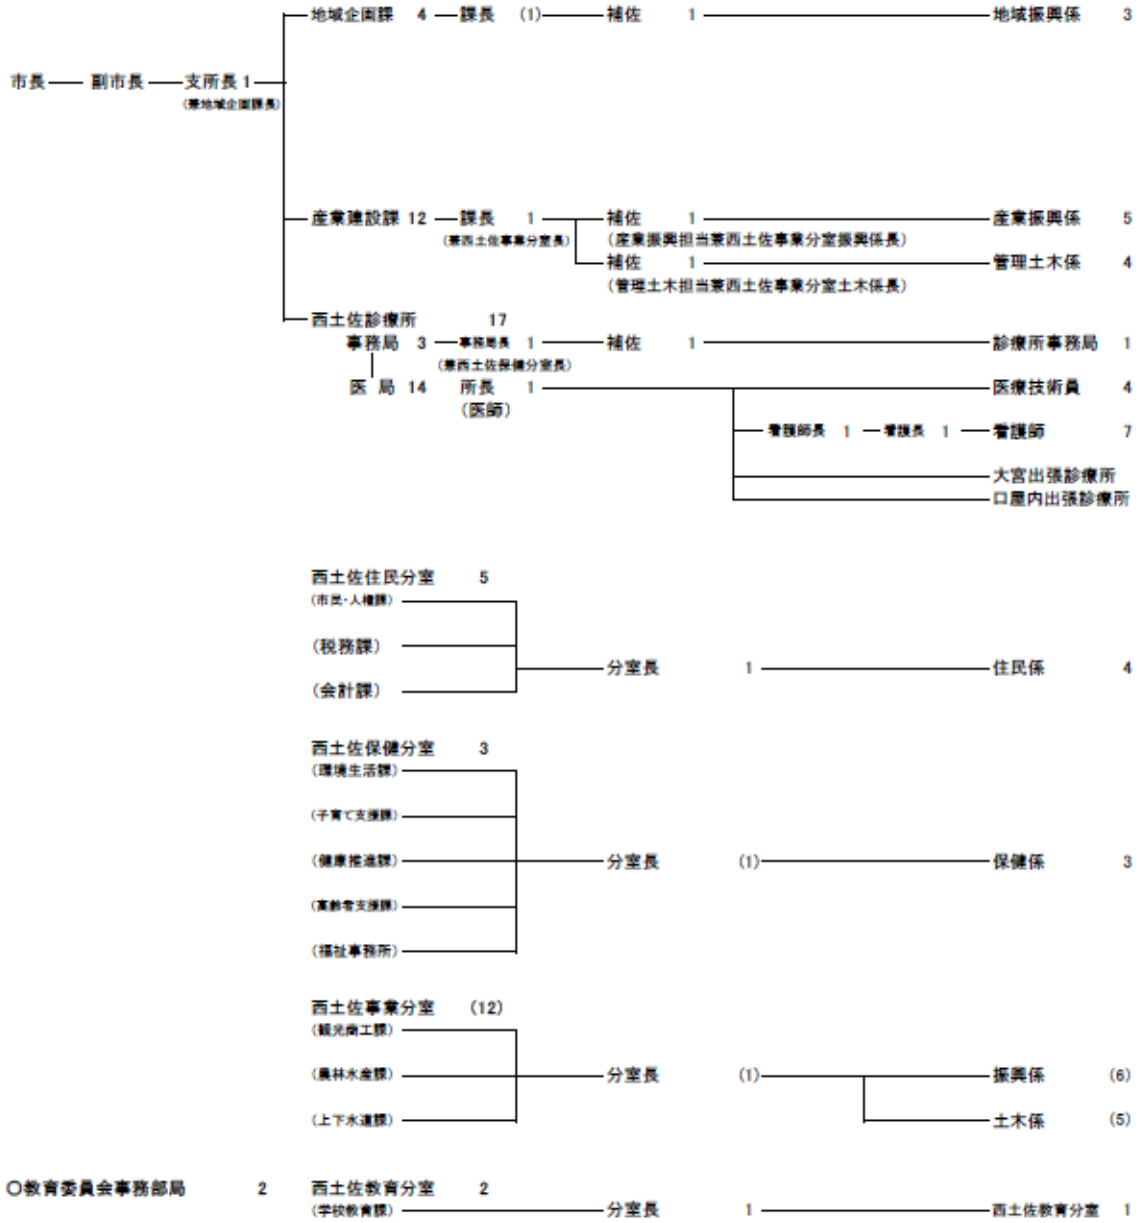 地域企画課 4 課長 (1) 補佐 1 地域振興係 3
市長 副市長 支所長 1
(兼地域企画課長)
産業建設課 12 課長 1 補佐 1 産業振興係 5
(兼西土佐事業分室長) (産業振興担当兼西土佐事業分室振興係長)
補佐 1 管理土木係 4
(管理土木担当兼西土佐事業分室土木係長)
西土佐診療所 17
事務局 3 事務局長 1 補佐 1 診療所事務局 1
(兼西土佐保健分室長)
医 局 14 所長 1 医療技術員 4
(医師)
看護師長 1 看護長 1 看護師 7
大宮出張診療所
口屋内出張診療所
西土佐住民分室 5
(市民・人権課)
(税務課)
分室長 1 住民係 4
(会計課)
西土佐保健分室 3
(環境生活課)
(子育て支援課)
(健康推進課) 分室長 (1) 保健係 3
(高齢者支援課)
(福祉事務所)
西土佐事業分室 (12)
(観光商工課)
(農林水産課) 分室長 (1) 振興係 (6)
(上下水道課) 土木係 (5)
○教育委員会事務部局 2 西土佐教育分室 2
(学校教育課) 分室長 1 西土佐教育分室 1